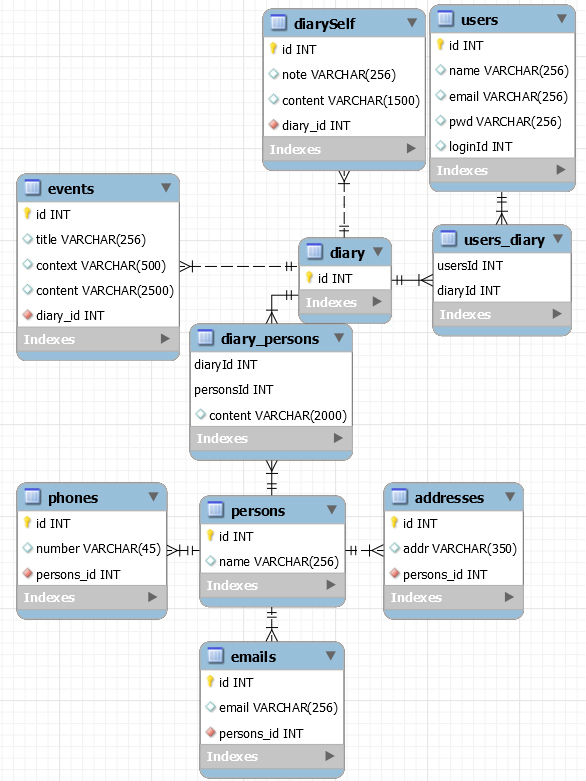 diarySelf
id INT
note VARCHAR(256)
content VARCHAR(1500)
diary_id INT
Indexes
users
id INT
name VARCHAR(256)
email VARCHAR(256)
pwd VARCHAR(256)
loginId INT
Indexes
events
id INT
title VARCHAR(256)
context VARCHAR(500)
content VARCHAR(2500)
diary_id INT
Indexes
diary
id INT
Indexes
users_diary
usersId INT
diaryId INT
Indexes
diary_persons
diaryId INT
personsId INT
content VARCHAR(2000)
Indexes
phones
id INT
number VARCHAR(45)
persons_id INT
Indexes
persons
id INT
name VARCHAR(256)
Indexes
addresses
id INT
addr VARCHAR(350)
persons_id INT
Indexes
emails
id INT
email VARCHAR(256)
persons_id INT
Indexes